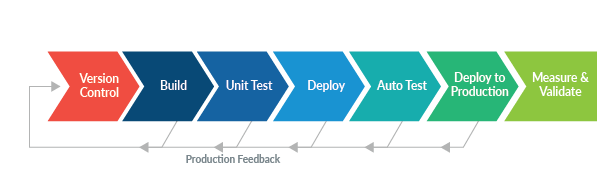 Version
Control
Build
Unit Test
Deploy
Auto Test
Deploy to
Production
Measure &
Validate
Production Feedback